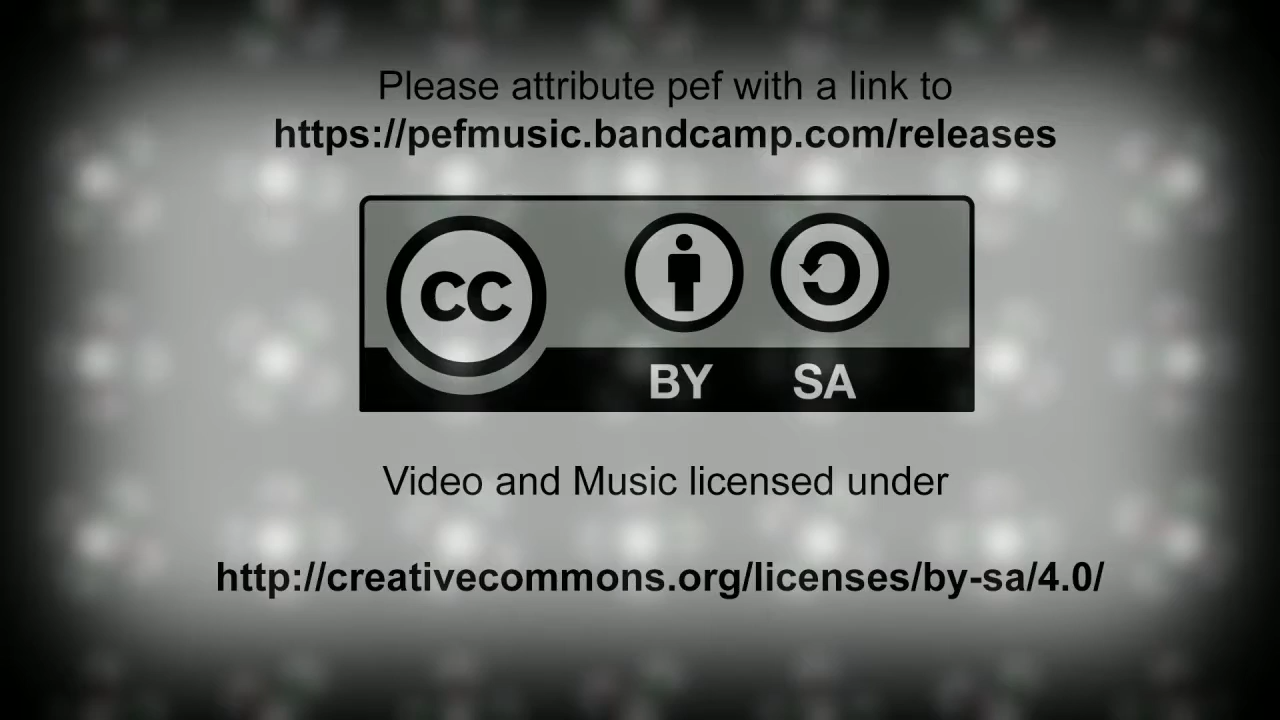 Please attribute pef with a link to
https://pefmusic.bandcamp.com/releases
cc
BY SA
Video and Music licensed under
http://creativecommons.org/licenses/by-sa/4.0/